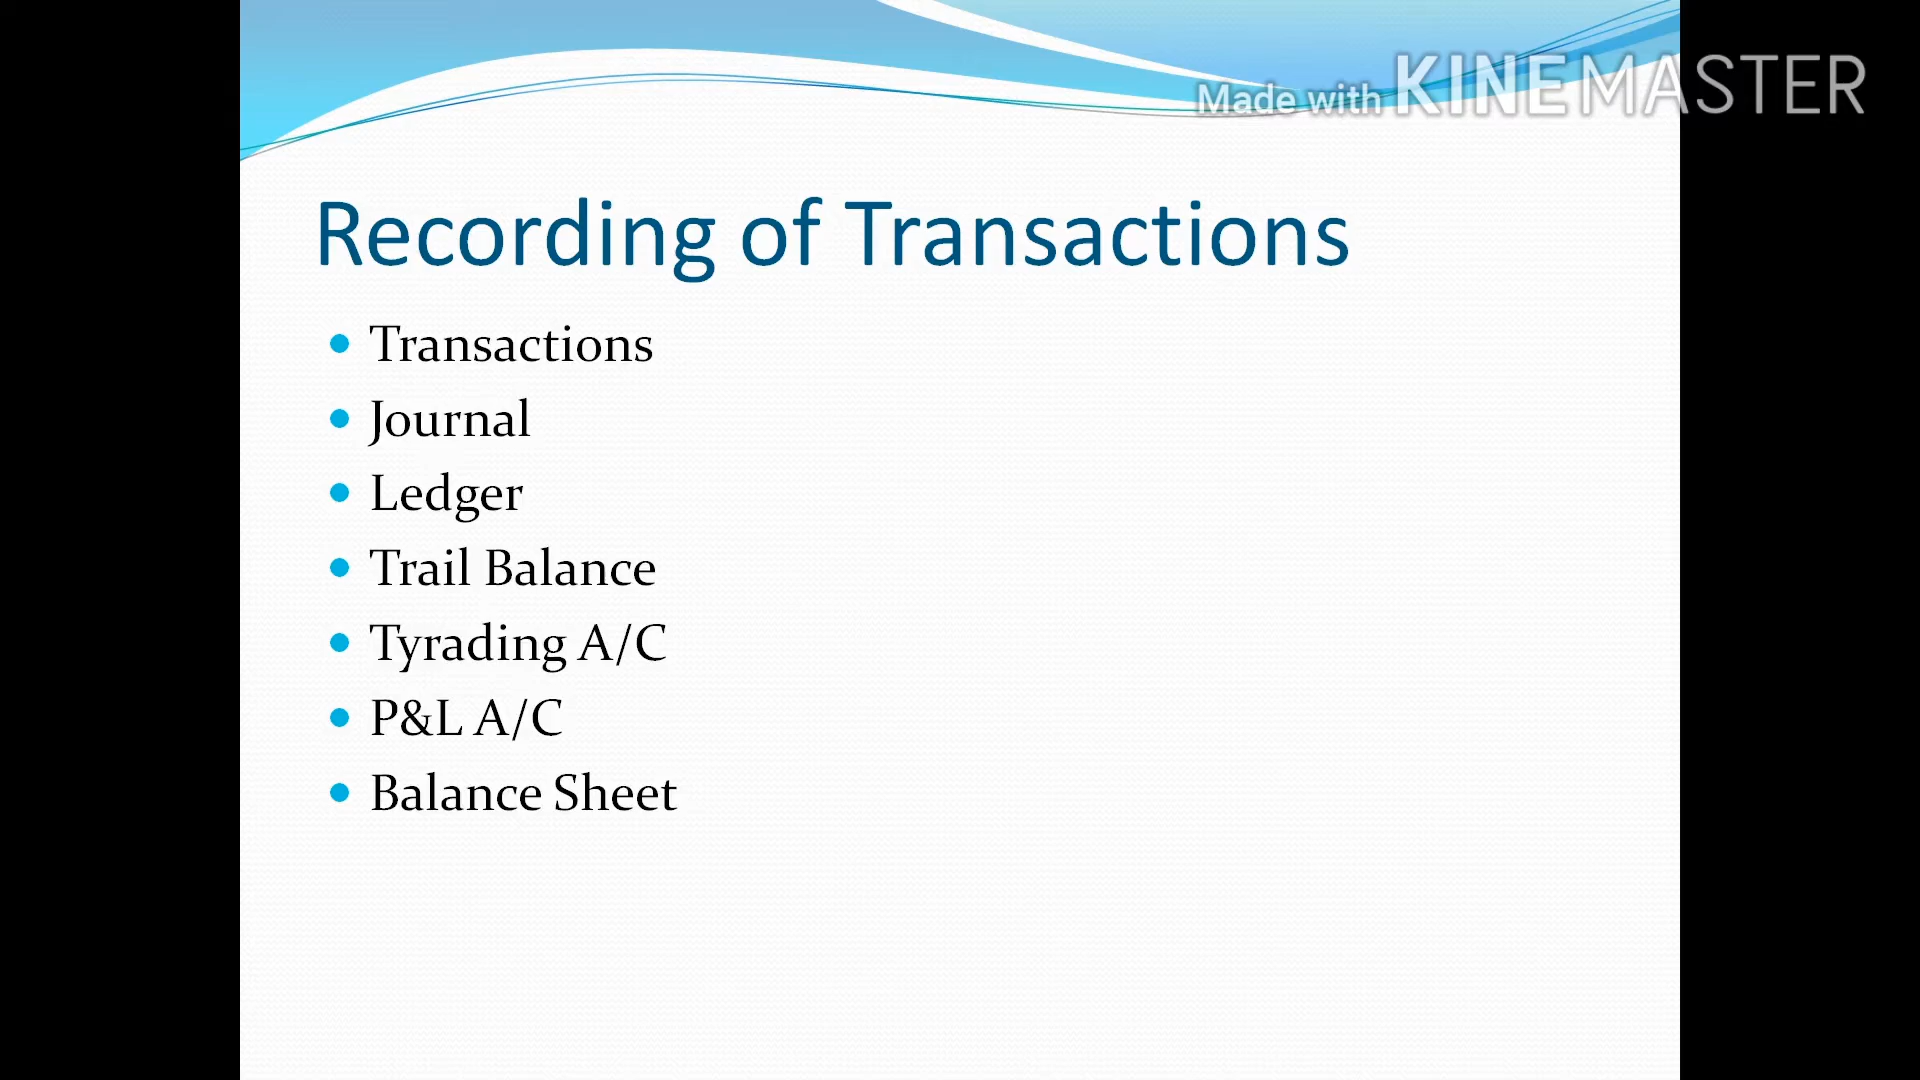 Made with KINEMASTER
Recording of Transactions
Transactions
Journal
Ledger
Trail Balance
Tyrading A/C
P&L A/C
Balance Sheet